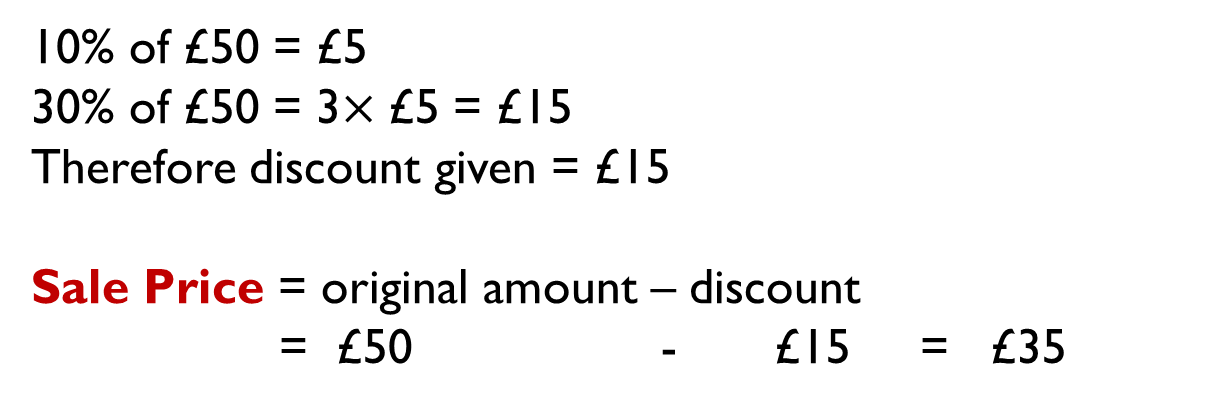 10% of £50 = £5
30% of £50 = 3× £5 = £15
Therefore discount given = £15
Sale Price = original amount – discount
= £50 - £15 = £35